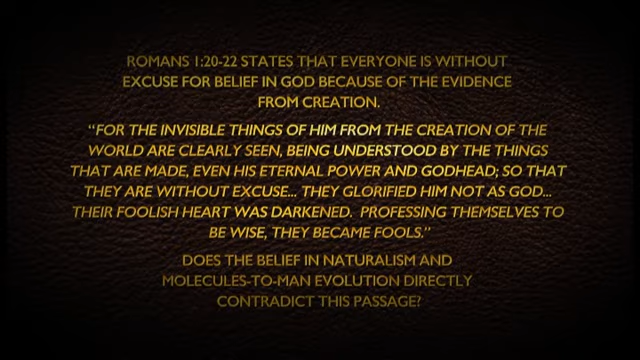 ROMANS 1:20-22 STATES THAT EVERYONE IS WITHOUT
EXCUSE FOR BELIEF IN GOD BECAUSE OF THE EVIDENCE
FROM CREATION.
“FOR THE INVISIBLE THINGS OF HIM FROM THE CREATION OF THE
WORLD ARE CLEARLY SEEN, BEING UNDERSTOOD BY THE THINGS
THAT ARE MADE, EVEN HIS ETERNAL POWER AND GODHEAD; SO THAT
THEY ARE WITHOUT EXCUSE... THEY GLORIFIED HIM NOT AS GOD...
THEIR FOOLISH HEART WAS DARKENED. PROFESSING THEMSELVES TO
BE WISE, THEY BECAME FOOLS.”
DOES THE BELIEF IN NATURALISM AND
MOLECULES-TO-MAN EVOLUTION DIRECTLY
CONTRADICT THIS PASSAGE?